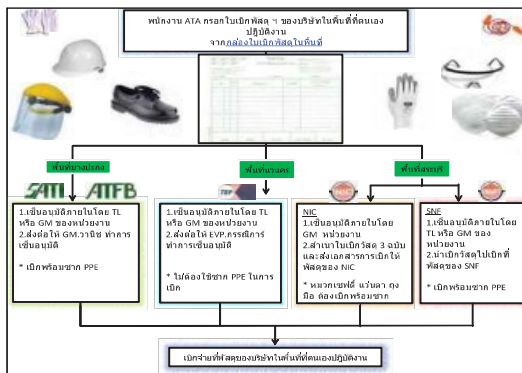 พนักงาน ATA กรอกใบเบิกพัสดุ ฯ ของบริษัทในพื้นที่ที่ตนเอง
ปฏิบัติงาน
จากกล่องใบเบิกพัสดุในพื้นที่
พื้นที่บางปะกง
พื้นที่นวนคร
พื้นที่สระบุรี
SATI ATFB
TBP
1.เซ็นอนุมัติภายในโดย TL
หรือ GM ของหน่วยงาน
2.ส่งต่อให้ GM.วานิช ทำการ
เซ็นอนุมัติ
* เบิกพร้อมซาก PPE
1.เซ็นอนุมัติภายในโดย TL
หรือ GM ของหน่วยงาน
2.ส่งต่อให้ EVP.กรรณิการ์
ทำการเซ็นอนุมัติ
* ไม่ต้องใช้ซาก PPE ในการ
เบิก
NIC
1.เซ็นอนุมัติภายในโดย
GM หน่วยงาน
2.สำเนาใบเบิกวัสดุ 3 ฉบับ
และส่งเอกสารการเบิกให้
พัสดุของ NIC
* หมวกเซฟตี้ แว่นตา ถุง
มือ ต้องเบิกพร้อมซาก
SNF
1.เซ็นอนุมัติภายในโดย
TL หรือ GM ของ
หน่วยงาน
2.นำเบิกวัสดุไปเบิกที่
พัสดุของ SNF
* เบิกพร้อมซาก PPE
เบิกจ่ายที่พัสดุของบริษัทในพื้นที่ที่ตนเองปฏิบัติงาน